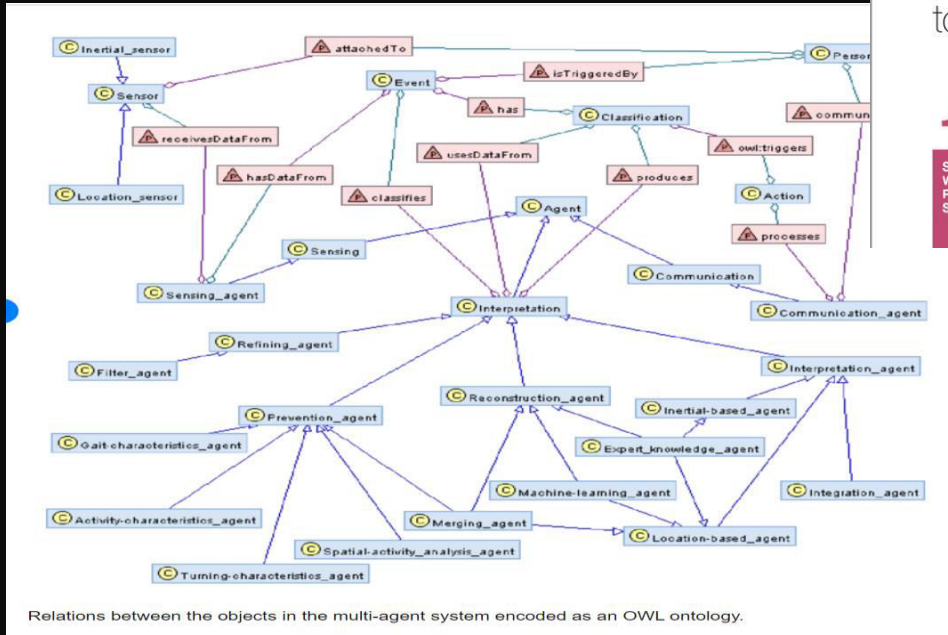 Inertial_sensor
attachedTo
Person
isTriggeredBy
Event
Sensor
has
Classification
commun
receivesDataFrom
owl:triggers
usesDataFrom
hasDataFrom
produces
Location_sensor
classifies
Action
Agent
processes
Sensing
Communication
Sensing_agent
Interpretation
Communication_agent
Refining_agent
Filter_agent
Interpretation_agent
Reconstruction_agent
Inertial-based_agent
Prevention_agent
Gait-characteristics_agent
Expert_knowledge_agent
Machine-learning_agent
Integration_agent
Activity-characteristics_agent
Merging_agent
Location-based_agent
Spatial-activity_analysis_agent
Turning-characteristics_agent
Relations between the objects in the multi-agent system encoded as an OWL ontology.